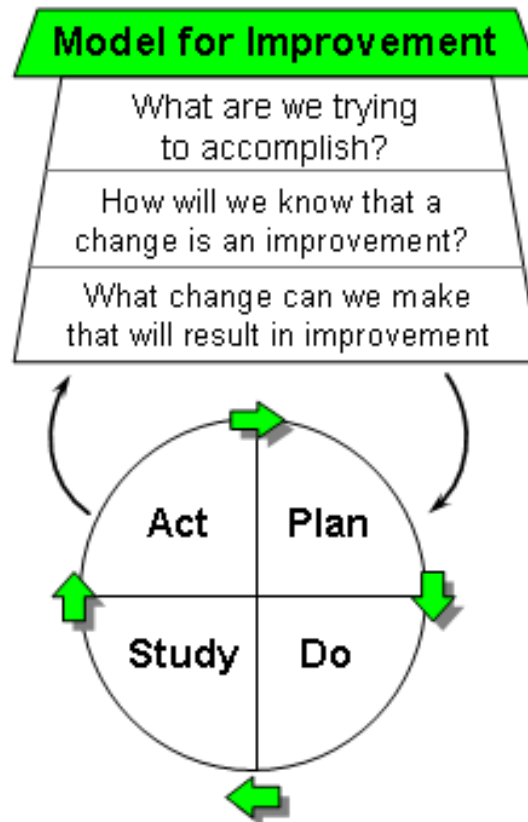 Model for Improvement
What are we trying
to accomplish?
How will we know that a
change is an improvement?
What change can we make
that will result in improvement
Act
Plan
Study
Do